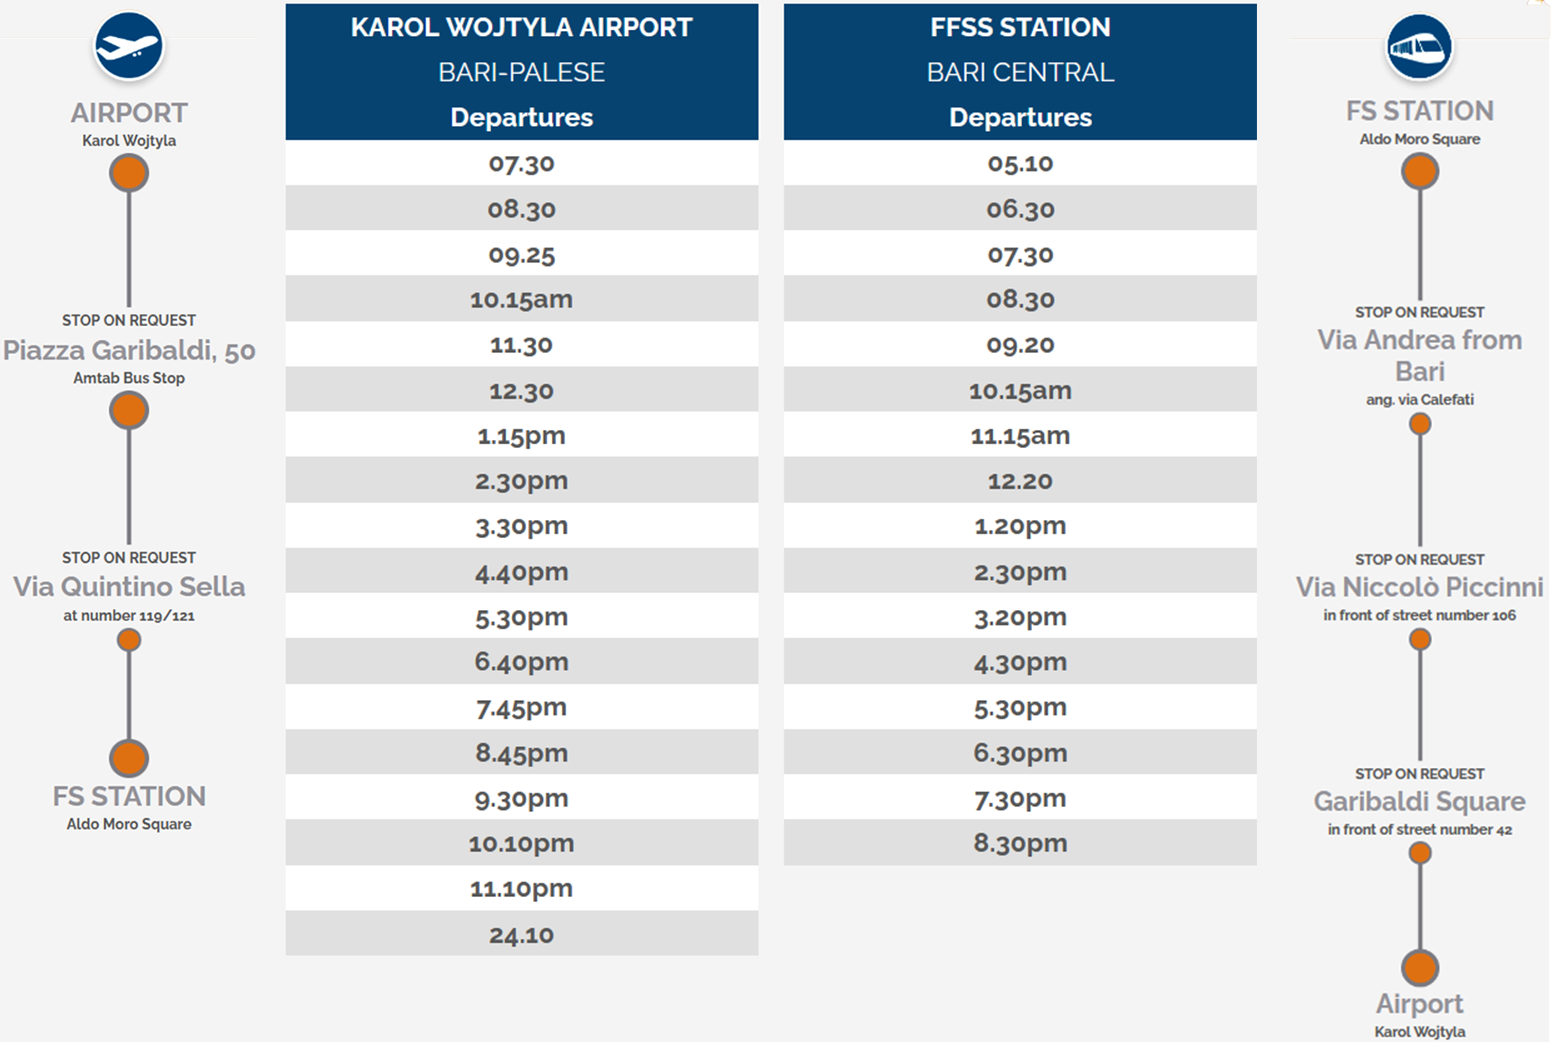 AIRPORT
Karol Wojtyla
STOP ON REQUEST
Piazza Garibaldi, 50
Amtab Bus Stop
STOP ON REQUEST
Via Quintino Sella
at number 119/121
FS STATION
Aldo Moro Square
KAROL WOJTYLA AIRPORT
BARI-PALESE
Departures
07.30
08.30
09.25
10.15am
11.30
12.30
1.15pm
2.30pm
3.30pm
4.40pm
5.30pm
6.40pm
7.45pm
8.45pm
9.30pm
10.10pm
11.10pm
24.10
FFSS STATION
BARI CENTRAL
Departures
05.10
06.30
07.30
08.30
09.20
10.15am
11.15am
12.20
1.20pm
2.30pm
3.20pm
4.30pm
5.30pm
6.30pm
7.30pm
8.30pm
FS STATION
Aldo Moro Square
STOP ON REQUEST
Via Andrea from
Bari
ang. via Calefati
STOP ON REQUEST
Via Niccolò Piccinni
in front of street number 106
STOP ON REQUEST
Garibaldi Square
in front of street number 42
Airport
Karol Wojtyla